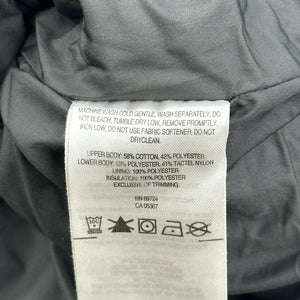 MACHINE WASH COLD GENTLE, WASH SEPARATELY, DO
NOT BLEACH, TUMBLE DRY LOW, REMOVE PROMPTLY,
IRON LOW, DO NOT USE FABRIC SOFTENER, DO NOT
DRYCLEAN.
UPPER BODY: 58% COTTON, 42% POLYESTER
LOWER BODY: 59% POLYESTER, 41% TACTEL NYLON
LINING: 100% POLYESTER
INSULATION: 100% POLYESTER
EXCLUSIVE OF TRIMMING
RN 69724
CA 05367